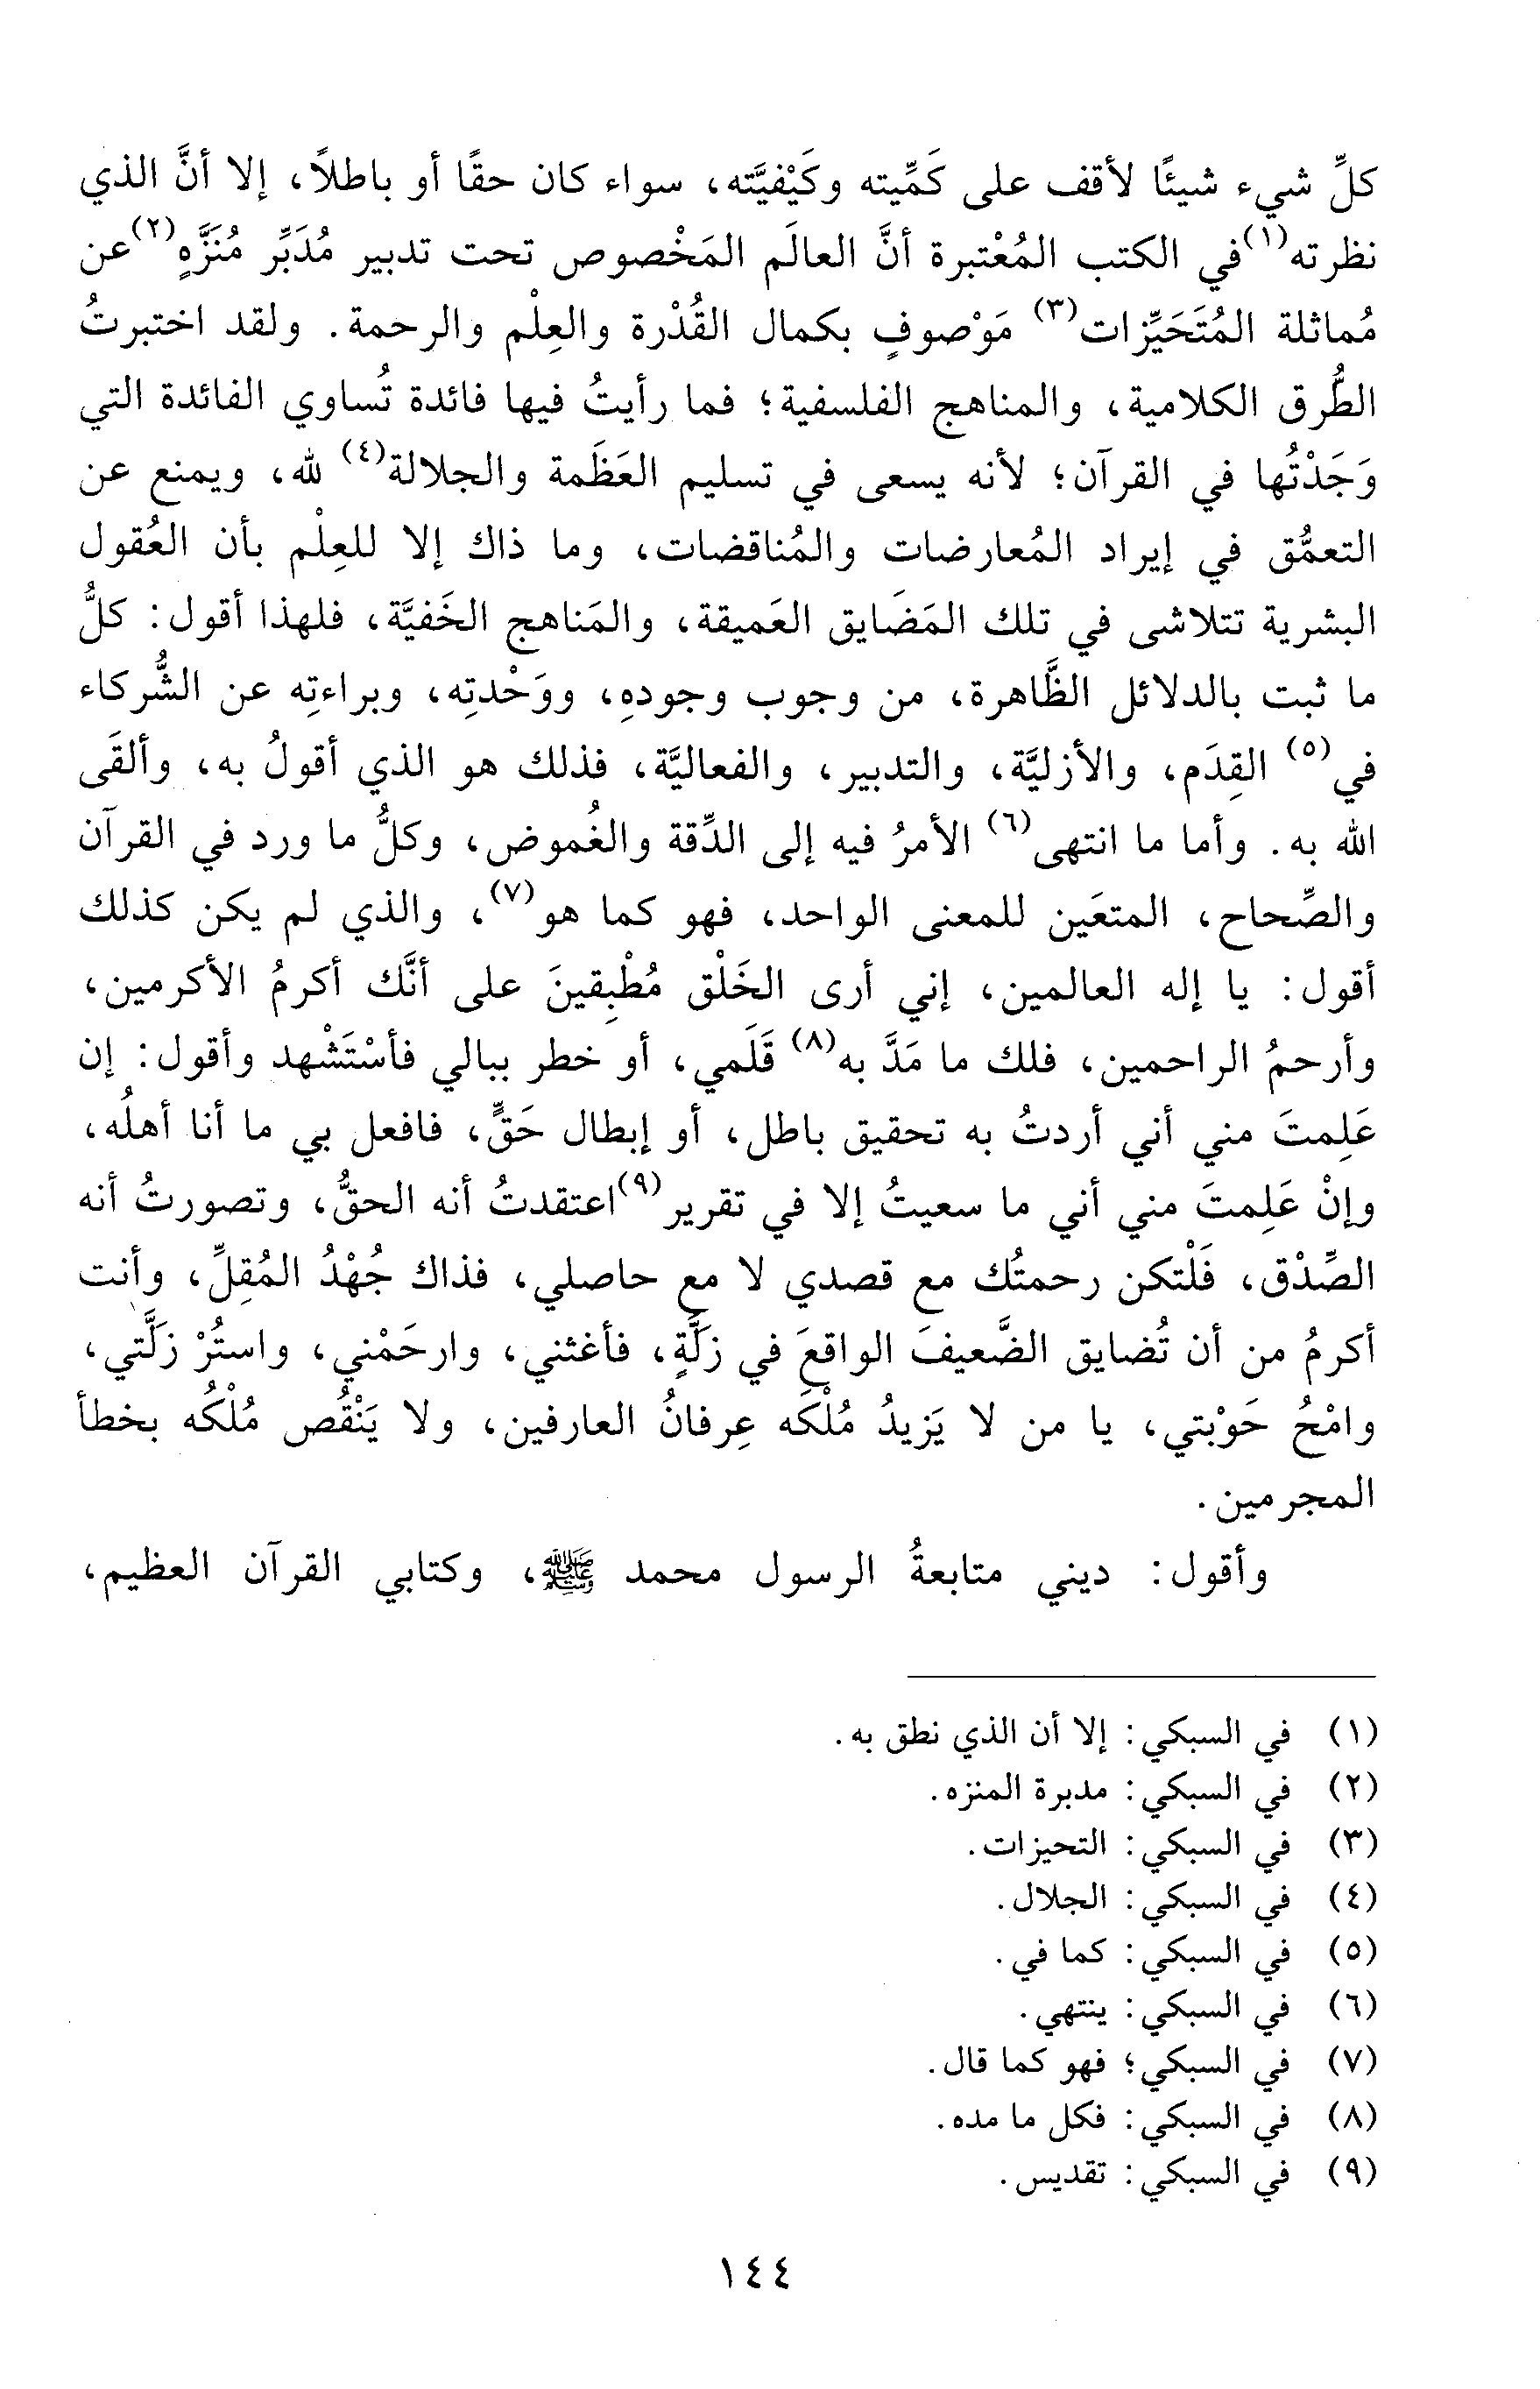 كلِّ شيء شيئًا لأقف على كَمِّيته وكَيْفيَّته، سواء كان حقًا أو باطلاً، إلا أنَّ الذي
نظرته(١) في الكتب المُعْتبرة أنَّ العالَم المَخْصوص تحت تدبير مُدَبِّر مُنَزَّهٍ(٢) عن
مُماثلة المُتَحَيِّزات(٣) مَوْصوفٍ بكمال القُدْرة والعِلْم والرحمة. ولقد اختبرتُ
الطُّرق الكلامية، والمناهج الفلسفية؛ فما رأيتُ فيها فائدة تُساوي الفائدة التي
وَجَدْتُها في القرآن؛ لأنه يسعى في تسليم العَظَمة والجلالة(٤) لله، ويمنع عن
التعمُّق في إيراد المُعارضات والمُناقضات، وما ذاك إلا للعِلْم بأن العُقول
البشرية تتلاشى في تلك المَضَايق العَميقة، والمَناهج الخَفيَّة، فلهذا أقول: كلُّ
ما ثبت بالدلائل الظَّاهرة، من وجوب وجودهِ، ووَحْدتِه، وبراءتِه عن الشُّركاء
في(٥) القِدَم، والأزليَّة، والتدبير، والفعاليَّة، فذلك هو الذي أقولُ به، وألقَى
الله به. وأما ما انتهى(٦) الأمرُ فيه إلى الدِّقة والغُموض، وكلُّ ما ورد في القرآن
والصِّحاح، المتعَين للمعنى الواحد، فهو كما هو(٧)، والذي لم يكن كذلك
أقول: يا إله العالمين، إني أرى الخَلْق مُطْبِقينَ على أنَّك أكرمُ الأكرمين،
وأرحمُ الراحمين، فلك ما مَدَّ به(٨) قَلَمي، أو خطر ببالي فأسْتَشْهد وأقول: إن
عَلِمتَ مني أني أردتُ به تحقيق باطل، أو إبطال حَقٍّ، فافعل بي ما أنا أهلُه،
وإنْ عَلِمتَ مني أني ما سعيتُ إلا في تقرير(٩) اعتقدتُ أنه الحقُّ، وتصورتُ أنه
الصِّدْق، فَلْتكن رحمتُك مع قصدي لا مع حاصلي، فذاك جُهْدُ المُقِلِّ، وأنت
أكرمُ من أن تُضايق الضَّعيفَ الواقعَ في زلَّةٍ، فأغثني، وارحَمْني، واستُرْ زلَّتي،
وامْحُ حَوْبتي، يا من لا يَزيدُ مُلْكَه عِرفانُ العارفين، ولا يَنْقُص مُلْكُه بخطأ
المجرمين.
وأقول: ديني متابعةُ الرسول محمد ﷺ، وكتابي القرآن العظيم،
(١) في السبكي: إلا أن الذي نطق به.
(٢) في السبكي: مدبرة المنزه.
(٣) في السبكي: التحيزات.
(٤) في السبكي: الجلال.
(٥) في السبكي: كما في.
(٦) في السبكي: ينتهي.
(٧) في السبكي؛ فهو كما قال.
(٨) في السبكي: فكل ما مده.
(٩) في السبكي: تقديس.
١٤٤